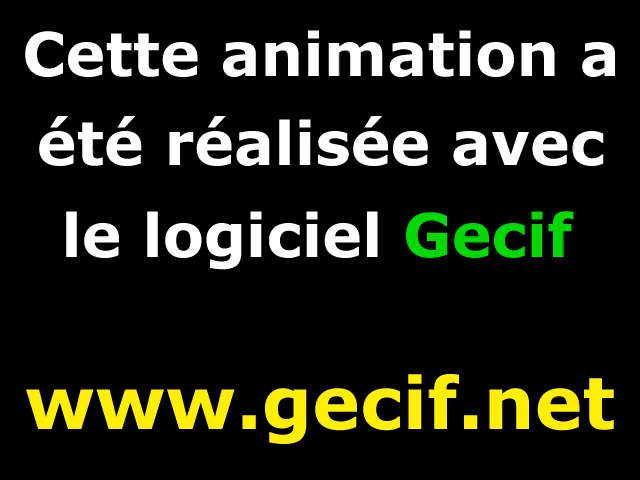 Cette animation a
été réalisée avec
le logiciel Gecif
www.gecif.net